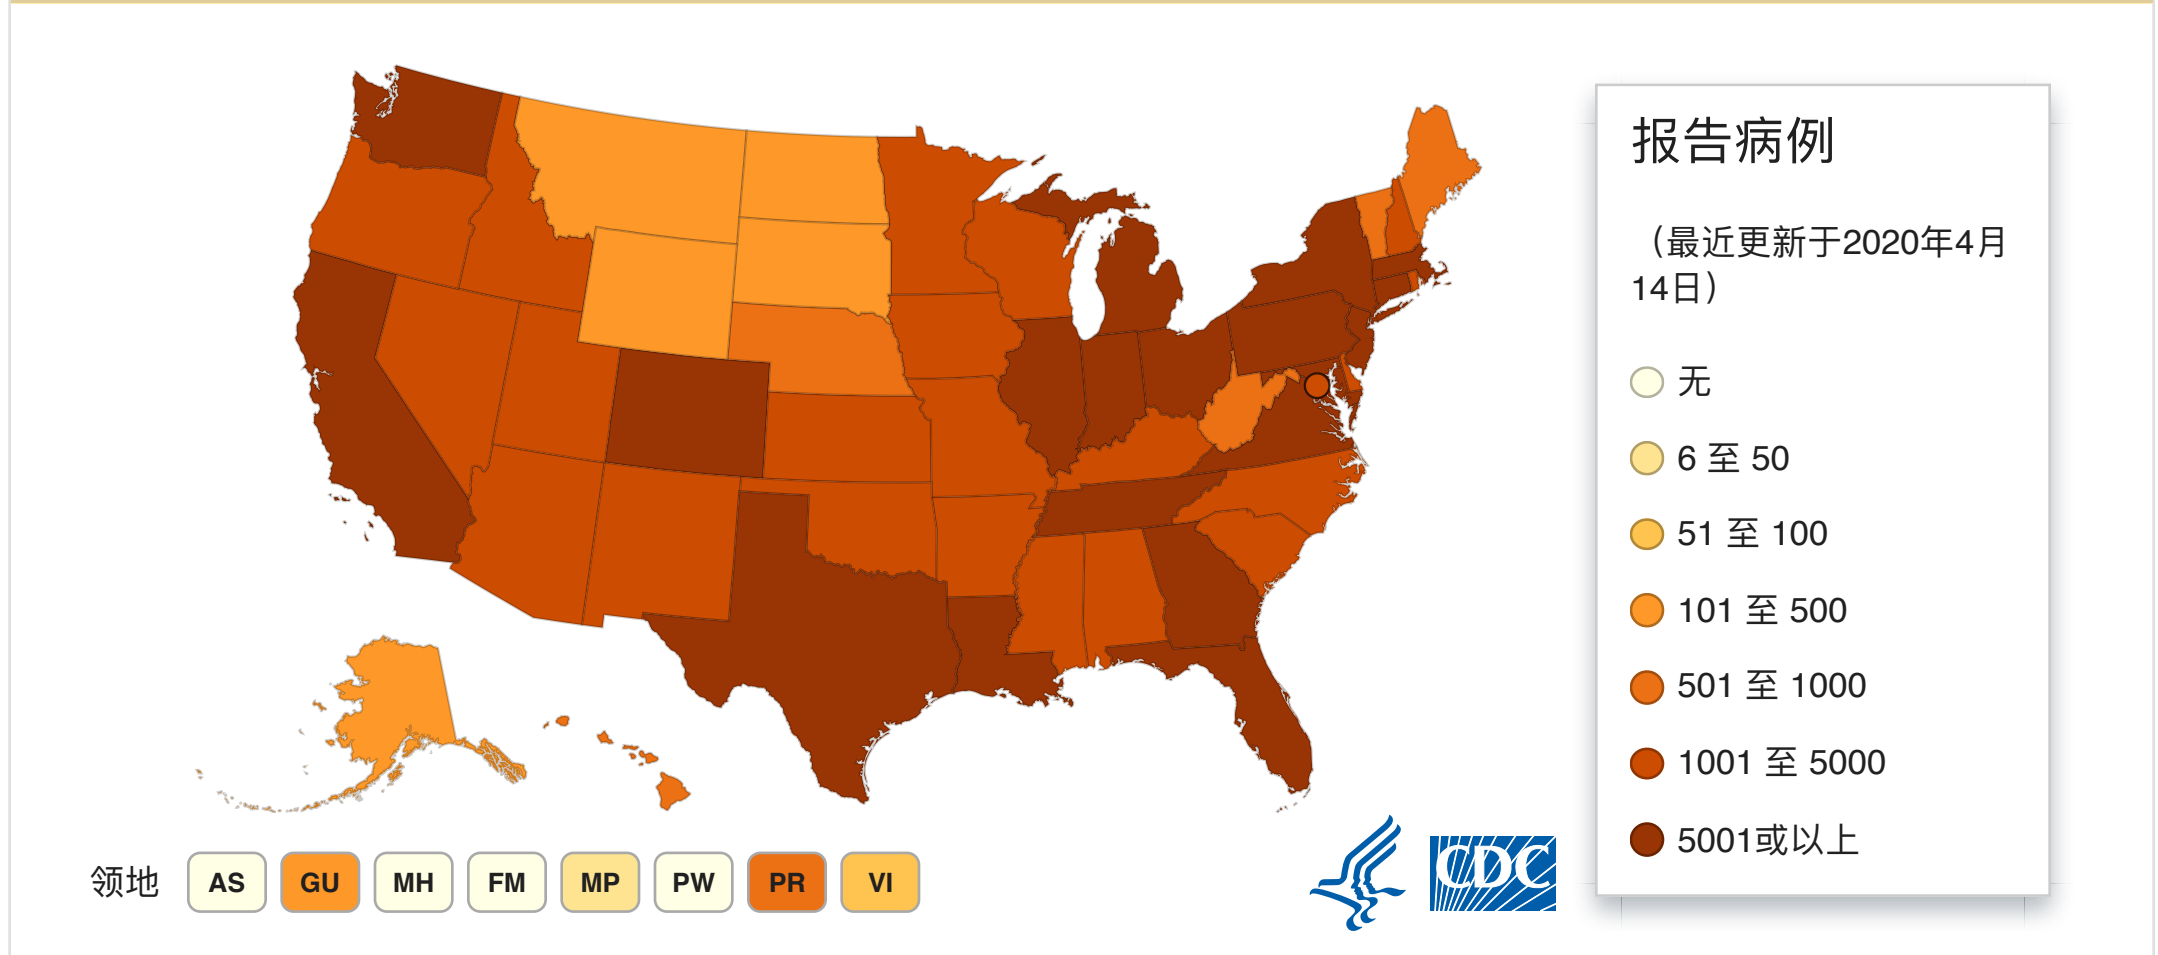 报告病例
（最近更新于2020年4月
14日）
无
6 至 50
51 至 100
101 至 500
501 至 1000
1001 至 5000
5001或以上
领地 AS GU MH FM MP PW PR VI
CDC